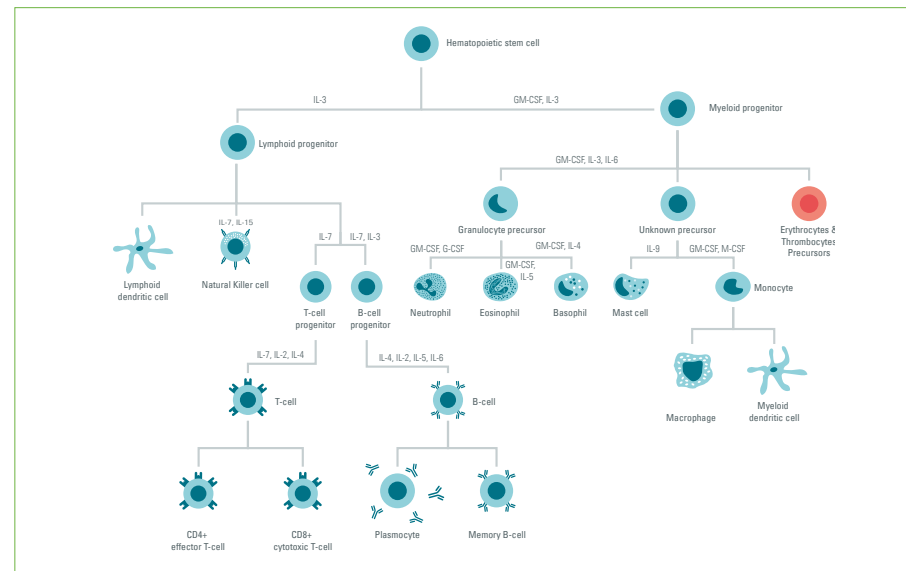 Hematopoietic stem cell
IL-3
GM-CSF, IL-3
Myeloid progenitor
Lymphoid progenitor
GM-CSF, IL-3, IL-6
IL-7, IL-15
Granulocyte precursor
Unknown precursor
Erythrocytes &
Thrombocytes
Precursors
IL-7
IL-7, IL-3
GM-CSF, G-CSF
GM-CSF, IL-4
IL-9
GM-CSF, M-CSF
GM-CSF,
IL-5
Lymphoid
dendritic cell
Natural Killer cell
T-cell
progenitor
B-cell
progenitor
Neutrophil
Eosinophil
Basophil
Mast cell
Monocyte
IL-7, IL-2, IL-4
IL-4, IL-2, IL-5, IL-6
T-cell
B-cell
Macrophage
Myeloid
dendritic cell
CD4+
effector T-cell
CD8+
cytotoxic T-cell
Plasmocyte
Memory B-cell